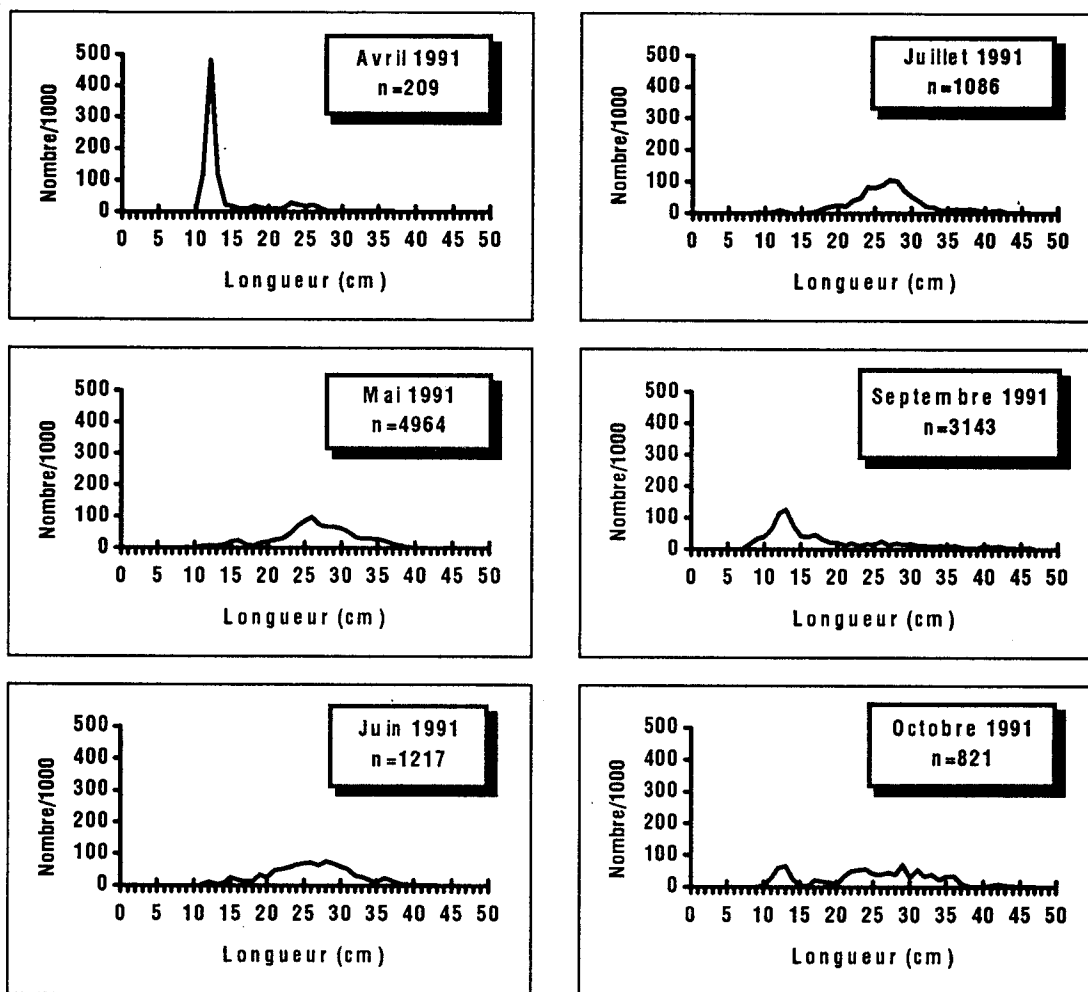 Avril 1991
n=209
Nombre/1000
500
400
300
200
100
0
0 5 10 15 20 25 30 35 40 45 50
Longueur (cm)
Juillet 1991
n=1086
Nombre/1000
500
400
300
200
100
0
0 5 10 15 20 25 30 35 40 45 50
Longueur (cm)
Mai 1991
n=4964
Nombre/1000
500
400
300
200
100
0
0 5 10 15 20 25 30 35 40 45 50
Longueur (cm)
Septembre 1991
n=3143
Nombre/1000
500
400
300
200
100
0
0 5 10 15 20 25 30 35 40 45 50
Longueur (cm)
Juin 1991
n=1217
Nombre/1000
500
400
300
200
100
0
0 5 10 15 20 25 30 35 40 45 50
Longueur (cm)
Octobre 1991
n=821
Nombre/1000
500
400
300
200
100
0
0 5 10 15 20 25 30 35 40 45 50
Longueur (cm)